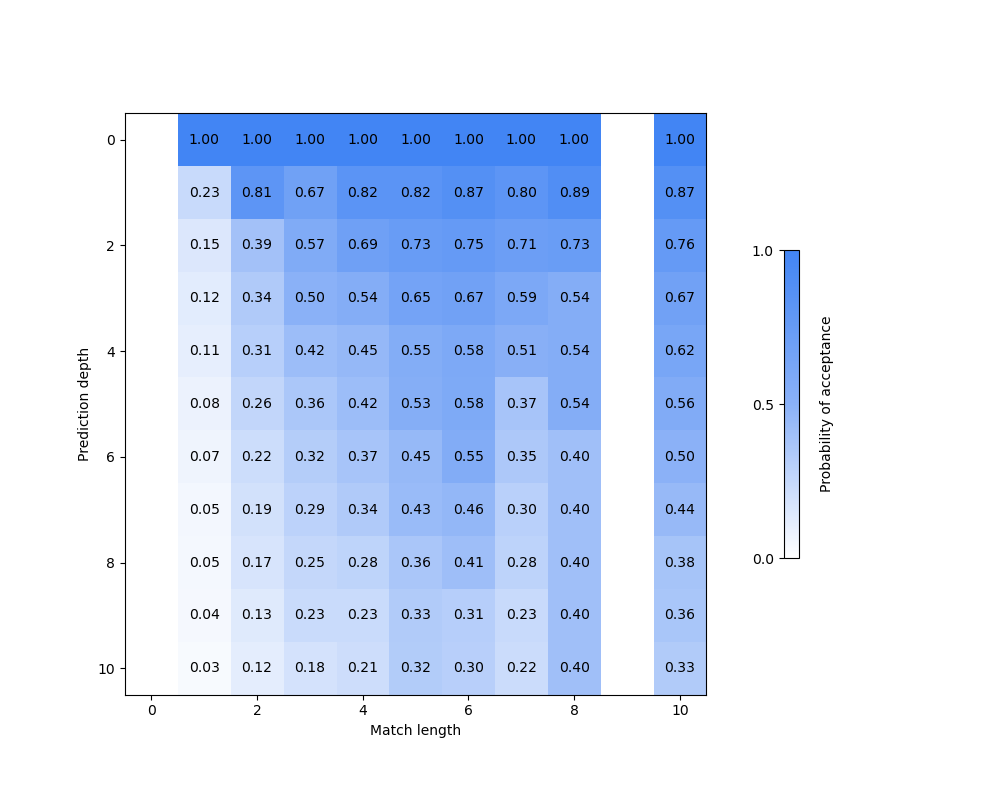 0 1.00 1.00 1.00 1.00 1.00 1.00 1.00 1.00 1.00
0.23 0.81 0.67 0.82 0.82 0.87 0.80 0.89 0.87
2 0.15 0.39 0.57 0.69 0.73 0.75 0.71 0.73 0.76
0.12 0.34 0.50 0.54 0.65 0.67 0.59 0.54 0.67
4 0.11 0.31 0.42 0.45 0.55 0.58 0.51 0.54 0.62
0.08 0.26 0.36 0.42 0.53 0.58 0.37 0.54 0.56
6 0.07 0.22 0.32 0.37 0.45 0.55 0.35 0.40 0.50
0.05 0.19 0.29 0.34 0.43 0.46 0.30 0.40 0.44
8 0.05 0.17 0.25 0.28 0.36 0.41 0.28 0.40 0.38
0.04 0.13 0.23 0.23 0.33 0.31 0.23 0.40 0.36
10 0.03 0.12 0.18 0.21 0.32 0.30 0.22 0.40 0.33
0 2 4 6 8 10
Match length
Prediction depth
1.0
0.5
0.0
Probability of acceptance